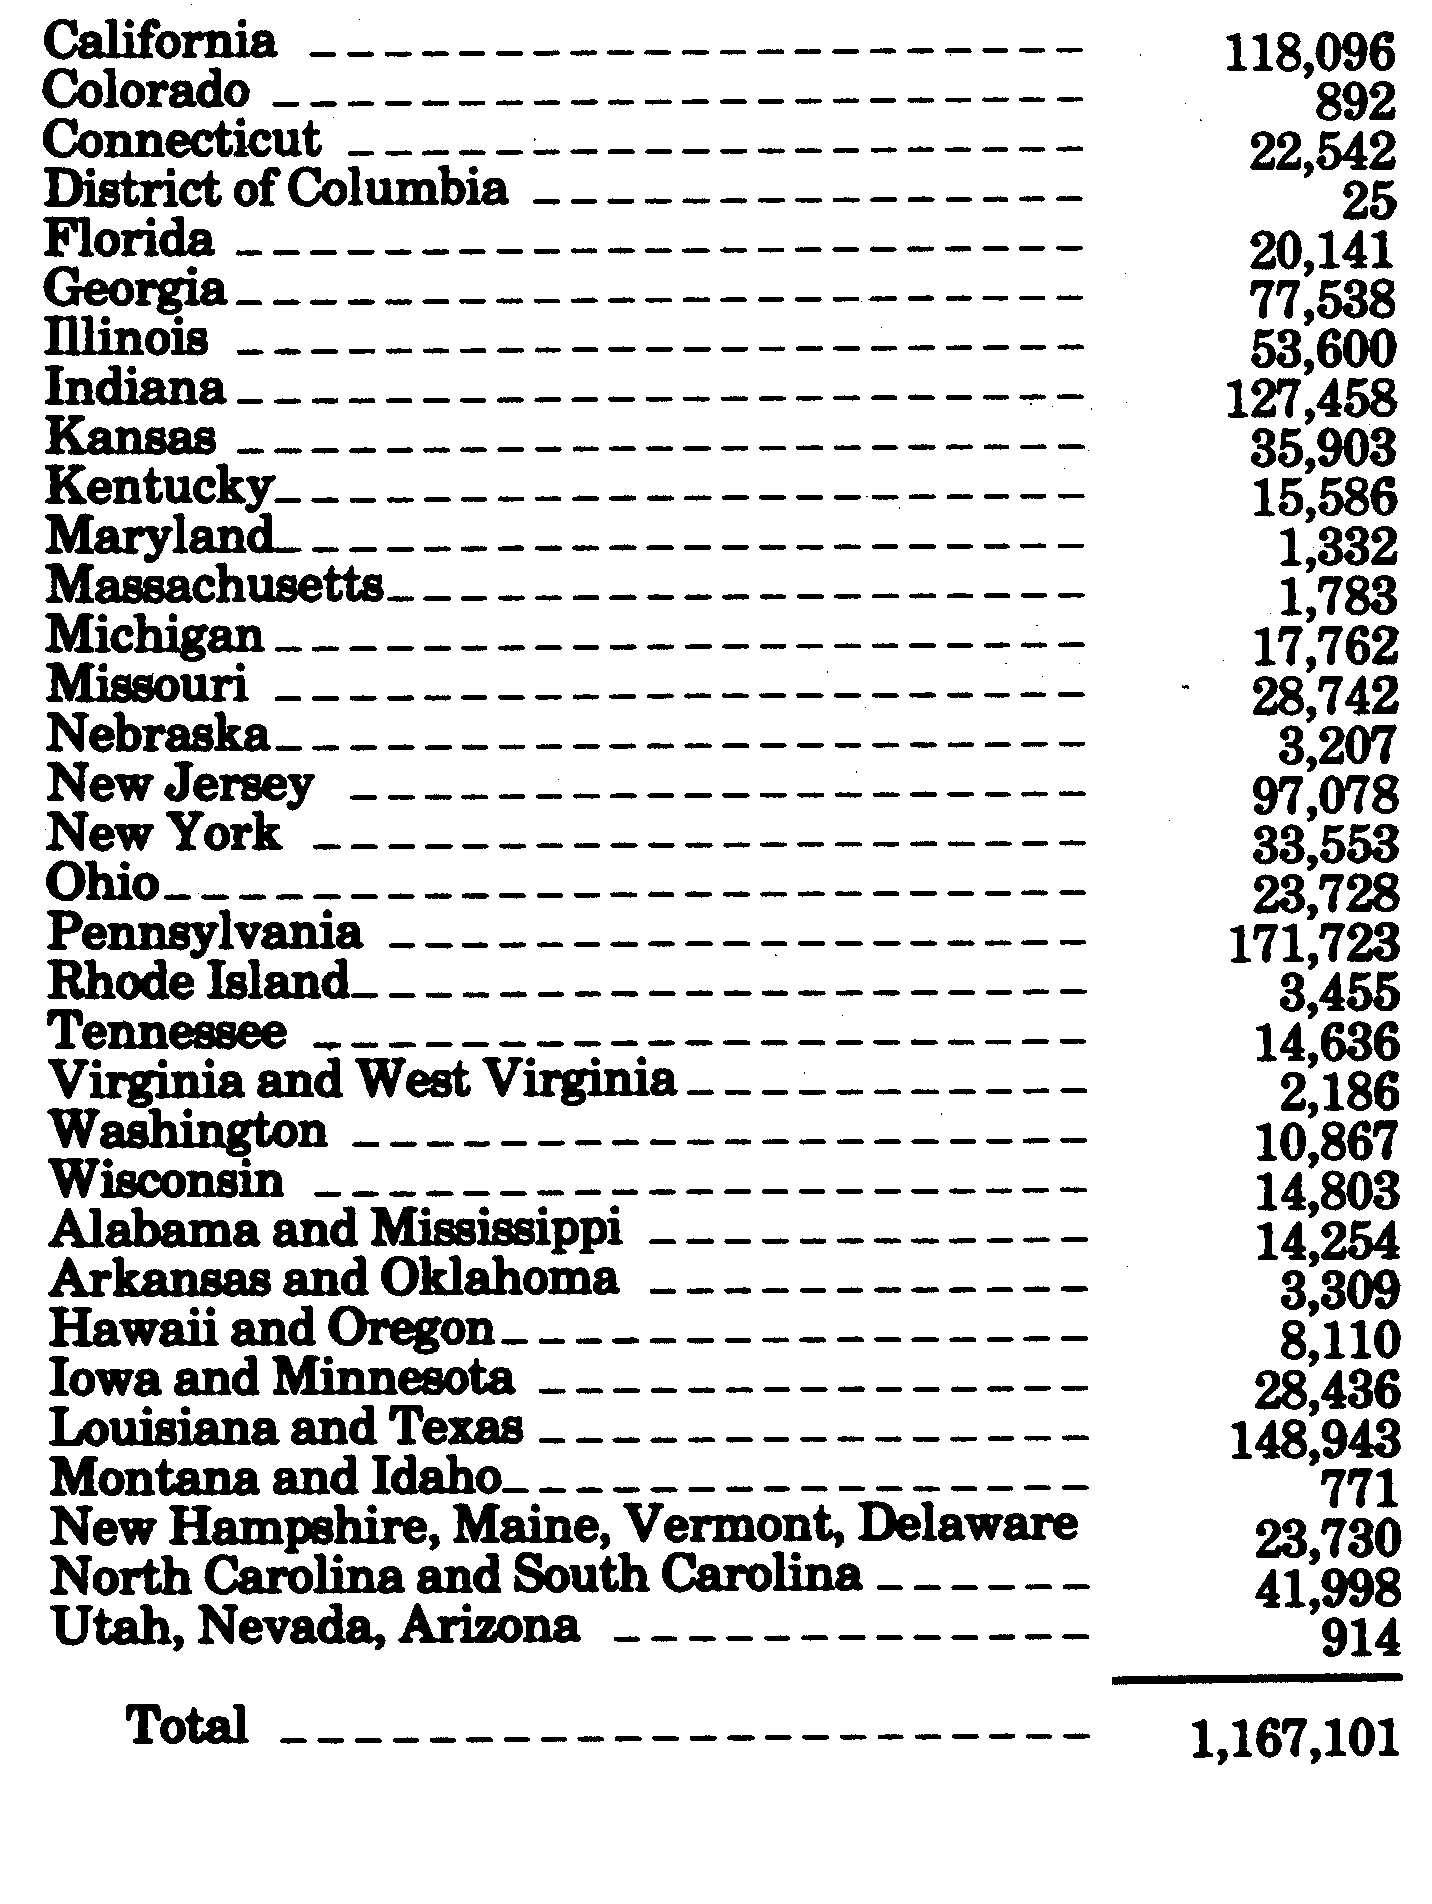 California -------------------- 118,096
Colorado -------------------- 892
Connecticut -------------------- 22,542
District of Columbia --------------- 25
Florida -------------------- 20,141
Georgia -------------------- 77,538
Illinois -------------------- 53,600
Indiana -------------------- 127,458
Kansas -------------------- 35,903
Kentucky -------------------- 15,586
Maryland -------------------- 1,332
Massachusetts ------------------- 1,783
Michigan -------------------- 17,762
Missouri -------------------- 28,742
Nebraska -------------------- 3,207
New Jersey -------------------- 97,078
New York -------------------- 33,553
Ohio ------------------------- 23,728
Pennsylvania ------------------- 171,723
Rhode Island -------------------- 3,455
Tennessee -------------------- 14,636
Virginia and West Virginia ----------- 2,186
Washington -------------------- 10,867
Wisconsin -------------------- 14,803
Alabama and Mississippi ------------ 14,254
Arkansas and Oklahoma ------------ 3,309
Hawaii and Oregon ---------------- 8,110
Iowa and Minnesota --------------- 28,436
Louisiana and Texas --------------- 148,943
Montana and Idaho ---------------- 771
New Hampshire, Maine, Vermont, Delaware 23,730
North Carolina and South Carolina ------ 41,998
Utah, Nevada, Arizona ------------- 914
Total ---------------------- 1,167,101